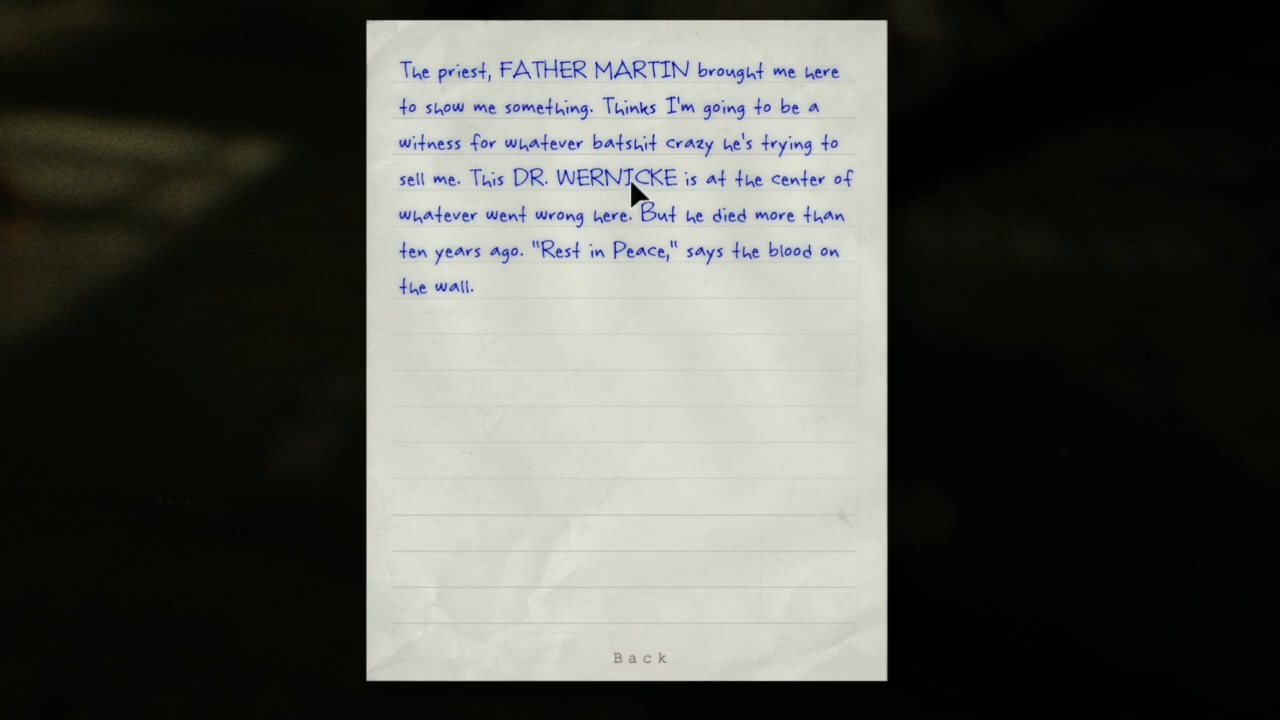 The priest, FATHER MARTIN brought me here
to show me something. Thinks I'm going to be a
witness for whatever batshit crazy he's trying to
sell me. This DR. WERNICKE is at the center of
whatever went wrong here. But he died more than
ten years ago. "Rest in Peace," says the blood on
the wall.
Back